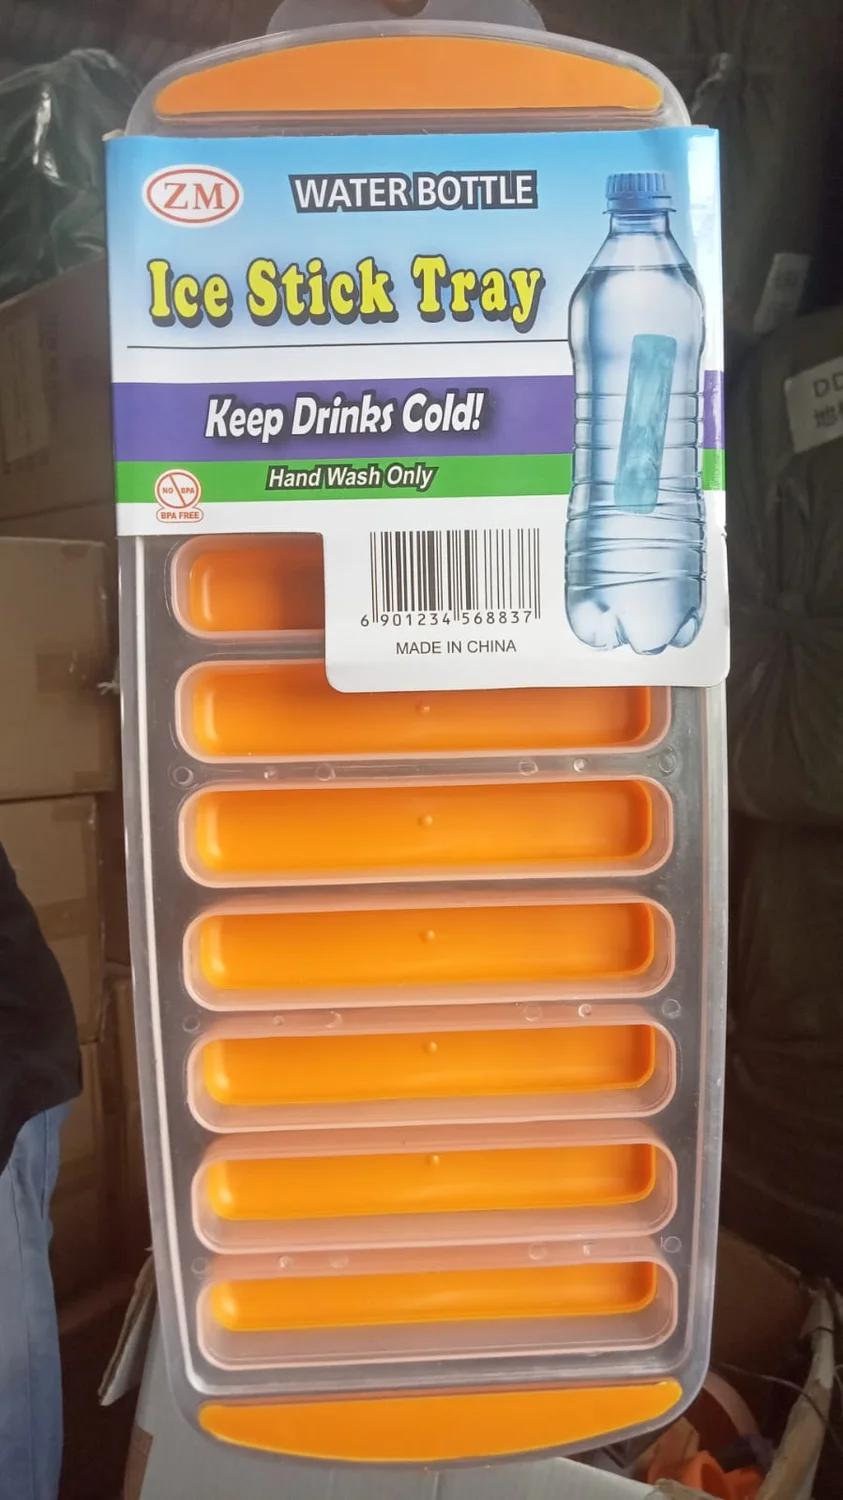 ZM
WATER BOTTLE
Ice Stick Tray
Keep Drinks Cold!
Hand Wash Only
NO BPA
BPA FREE
6 901234 568837
MADE IN CHINA